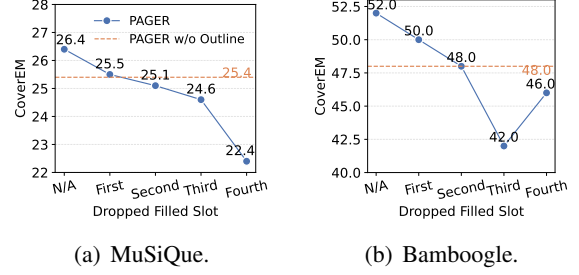 28
27
26
25
24
23
22
CoverEM
PAGER
PAGER w/o Outline
26.4
25.5
25.4
25.1
24.6
22.4
N/A First Second Third Fourth
Dropped Filled Slot
(a) MuSiQue.
52.5
50.0
47.5
45.0
42.5
40.0
CoverEM
52.0
50.0
48.0
48.0
46.0
42.0
N/A First Second Third Fourth
Dropped Filled Slot
(b) Bamboogle.